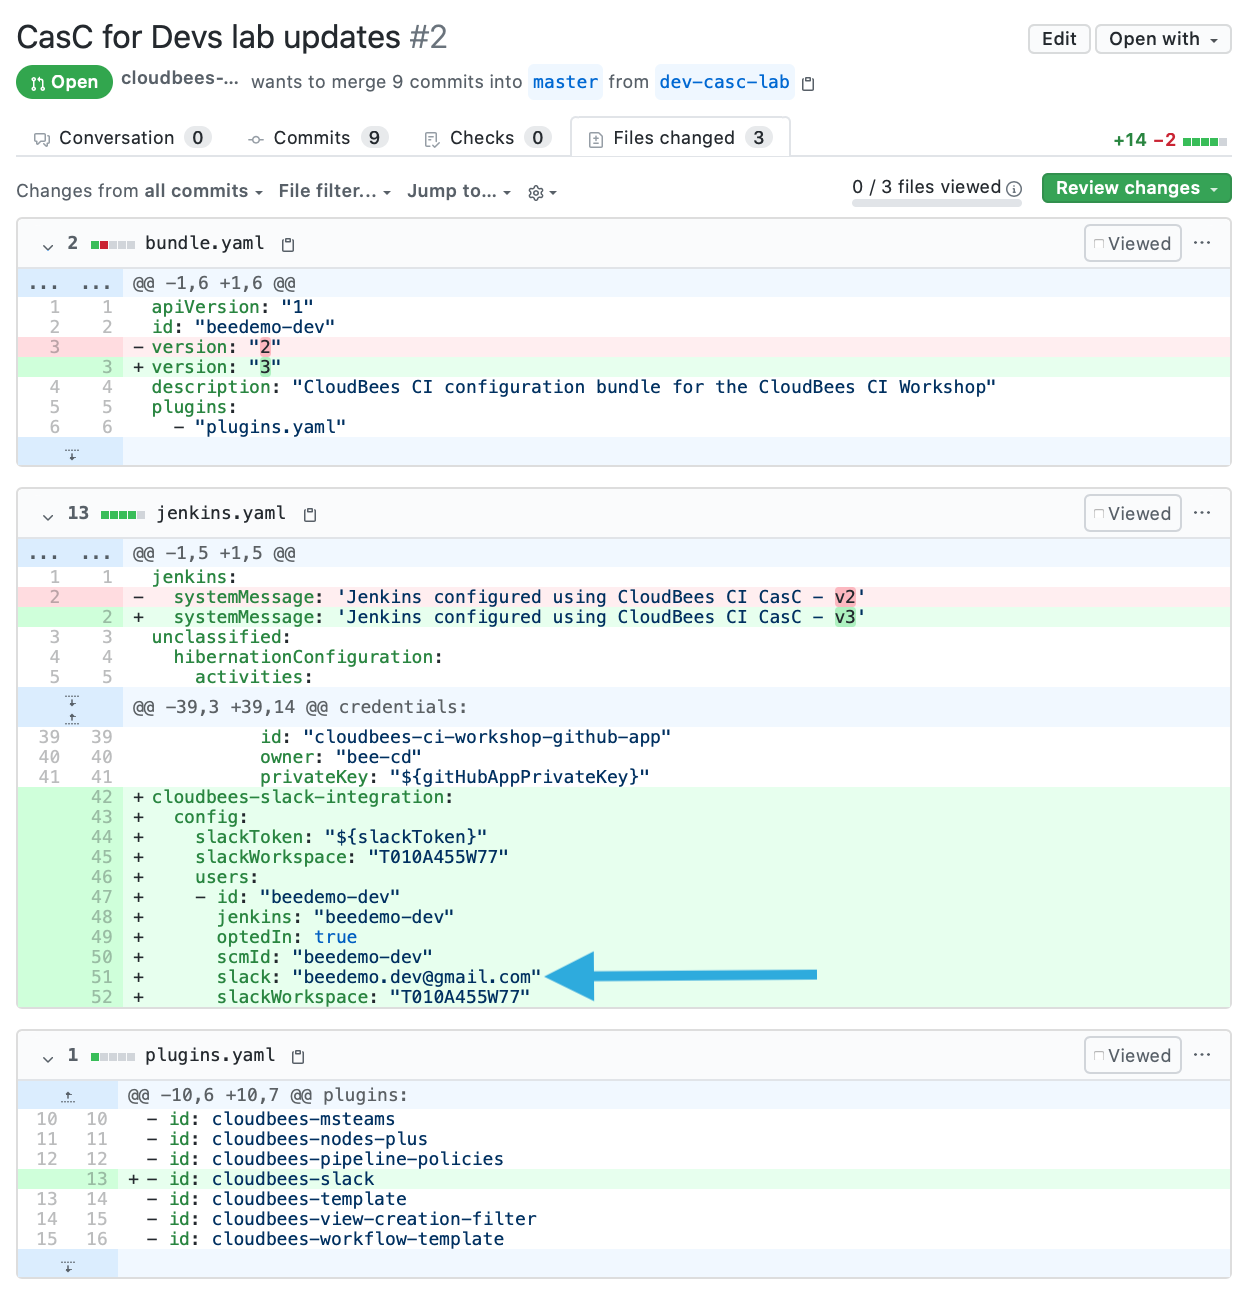 CasC for Devs lab updates #2
Edit
Open with
Open
cloudbees-... wants to merge 9 commits into master from dev-casc-lab
Conversation 0
Commits 9
Checks 0
Files changed 3
+14 −2
Changes from all commits
File filter...
Jump to...
0 / 3 files viewed
Review changes
2 bundle.yaml
Viewed
...
... ... @@ -1,6 +1,6 @@
1 1 apiVersion: "1"
2 2 id: "beedemo-dev"
3 - version: "2"
3 + version: "3"
4 4 description: "CloudBees CI configuration bundle for the CloudBees CI Workshop"
5 5 plugins:
6 6 - "plugins.yaml"
13 jenkins.yaml
Viewed
...
... ... @@ -1,5 +1,5 @@
1 1 jenkins:
2 - systemMessage: 'Jenkins configured using CloudBees CI CasC - v2'
2 + systemMessage: 'Jenkins configured using CloudBees CI CasC - v3'
3 3 unclassified:
4 4 hibernationConfiguration:
5 5 activities:
@@ -39,3 +39,14 @@ credentials:
39 39 id: "cloudbees-ci-workshop-github-app"
40 40 owner: "bee-cd"
41 41 privateKey: "${gitHubAppPrivateKey}"
42 + cloudbees-slack-integration:
43 + config:
44 + slackToken: "${slackToken}"
45 + slackWorkspace: "T010A455W77"
46 + users:
47 + - id: "beedemo-dev"
48 + jenkins: "beedemo-dev"
49 + optedIn: true
50 + scmId: "beedemo-dev"
51 + slack: "beedemo.dev@gmail.com"
52 + slackWorkspace: "T010A455W77"
1 plugins.yaml
Viewed
...
@@ -10,6 +10,7 @@ plugins:
10 10 - id: cloudbees-msteams
11 11 - id: cloudbees-nodes-plus
12 12 - id: cloudbees-pipeline-policies
13 + - id: cloudbees-slack
13 14 - id: cloudbees-template
14 15 - id: cloudbees-view-creation-filter
15 16 - id: cloudbees-workflow-template